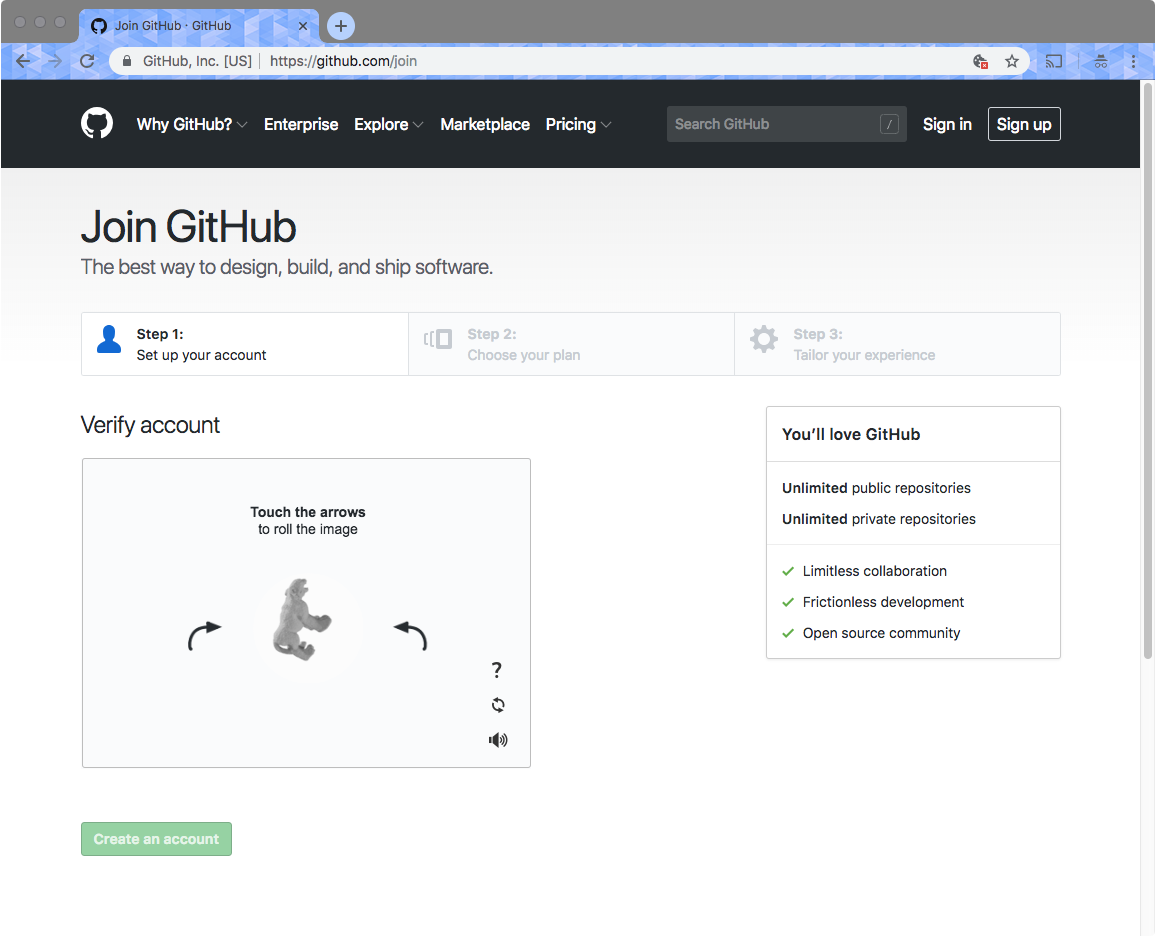 Join GitHub · GitHub
GitHub, Inc. [US] https://github.com/join
Why GitHub? Enterprise Explore Marketplace Pricing Search GitHub / Sign in Sign up
Join GitHub
The best way to design, build, and ship software.
Step 1:
Set up your account
Step 2:
Choose your plan
Step 3:
Tailor your experience
Verify account
Touch the arrows
to roll the image
?
Create an account
You’ll love GitHub
Unlimited public repositories
Unlimited private repositories
Limitless collaboration
Frictionless development
Open source community